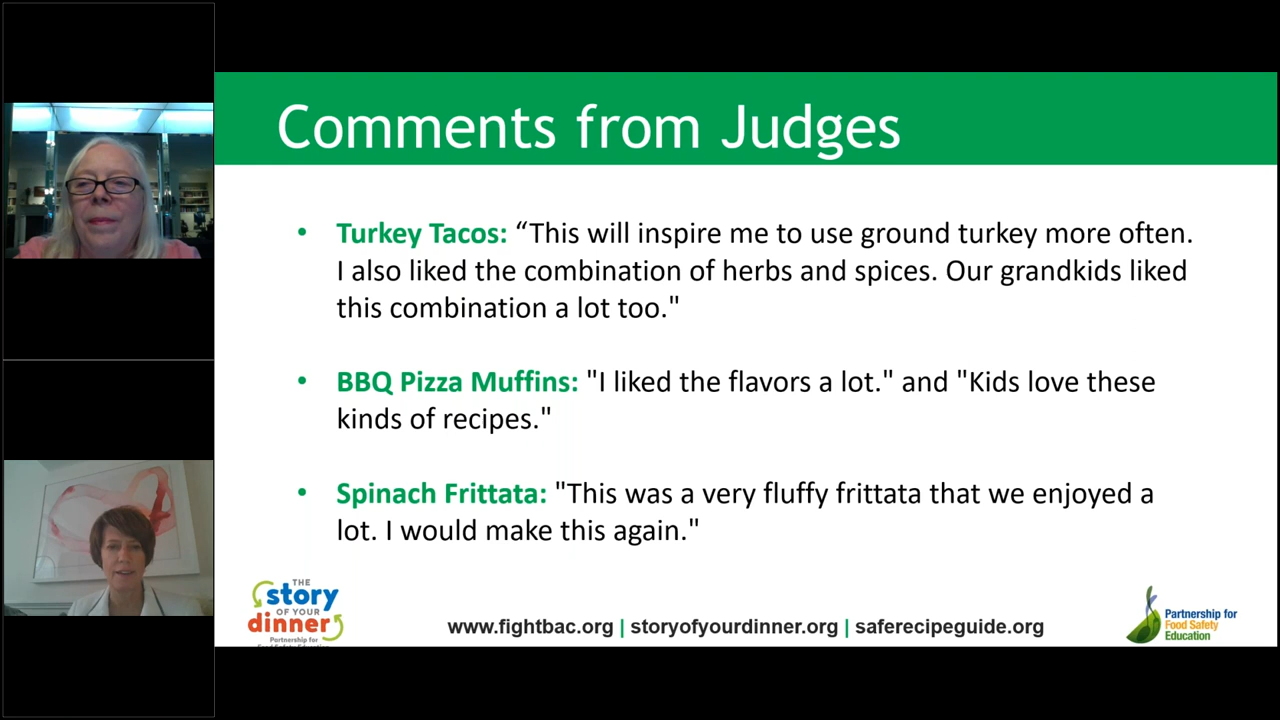 Comments from Judges
• Turkey Tacos: “This will inspire me to use ground turkey more often.
I also liked the combination of herbs and spices. Our grandkids liked
this combination a lot too."
• BBQ Pizza Muffins: "I liked the flavors a lot." and "Kids love these
kinds of recipes."
• Spinach Frittata: "This was a very fluffy frittata that we enjoyed a
lot. I would make this again."
THE
story
OF YOUR
dinner
Partnership for
www.fightbac.org | storyofyourdinner.org | saferecipeguide.org
Partnership for
Food Safety
Education